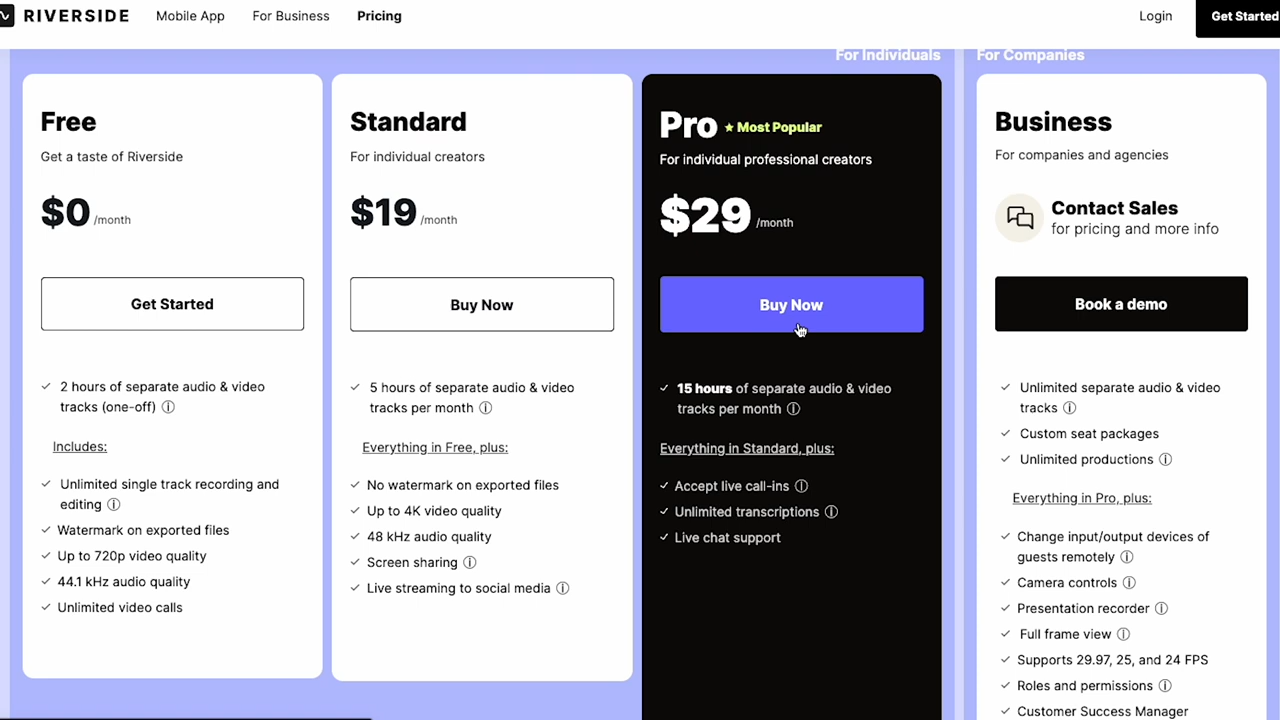 RIVERSIDE
Mobile App
For Business
Pricing
Login
Get Started
For Individuals
For Companies
Free
Get a taste of Riverside
$0 /month
Get Started
2 hours of separate audio & video
tracks (one-off)
Includes:
Unlimited single track recording and
editing
Watermark on exported files
Up to 720p video quality
44.1 kHz audio quality
Unlimited video calls
Standard
For individual creators
$19 /month
Buy Now
5 hours of separate audio & video
tracks per month
Everything in Free, plus:
No watermark on exported files
Up to 4K video quality
48 kHz audio quality
Screen sharing
Live streaming to social media
Pro ★ Most Popular
For individual professional creators
$29 /month
Buy Now
15 hours of separate audio & video
tracks per month
Everything in Standard, plus:
Accept live call-ins
Unlimited transcriptions
Live chat support
Business
For companies and agencies
Contact Sales
for pricing and more info
Book a demo
Unlimited separate audio & video
tracks
Custom seat packages
Unlimited productions
Everything in Pro, plus:
Change input/output devices of
guests remotely
Camera controls
Presentation recorder
Full frame view
Supports 29.97, 25, and 24 FPS
Roles and permissions
Customer Success Manager